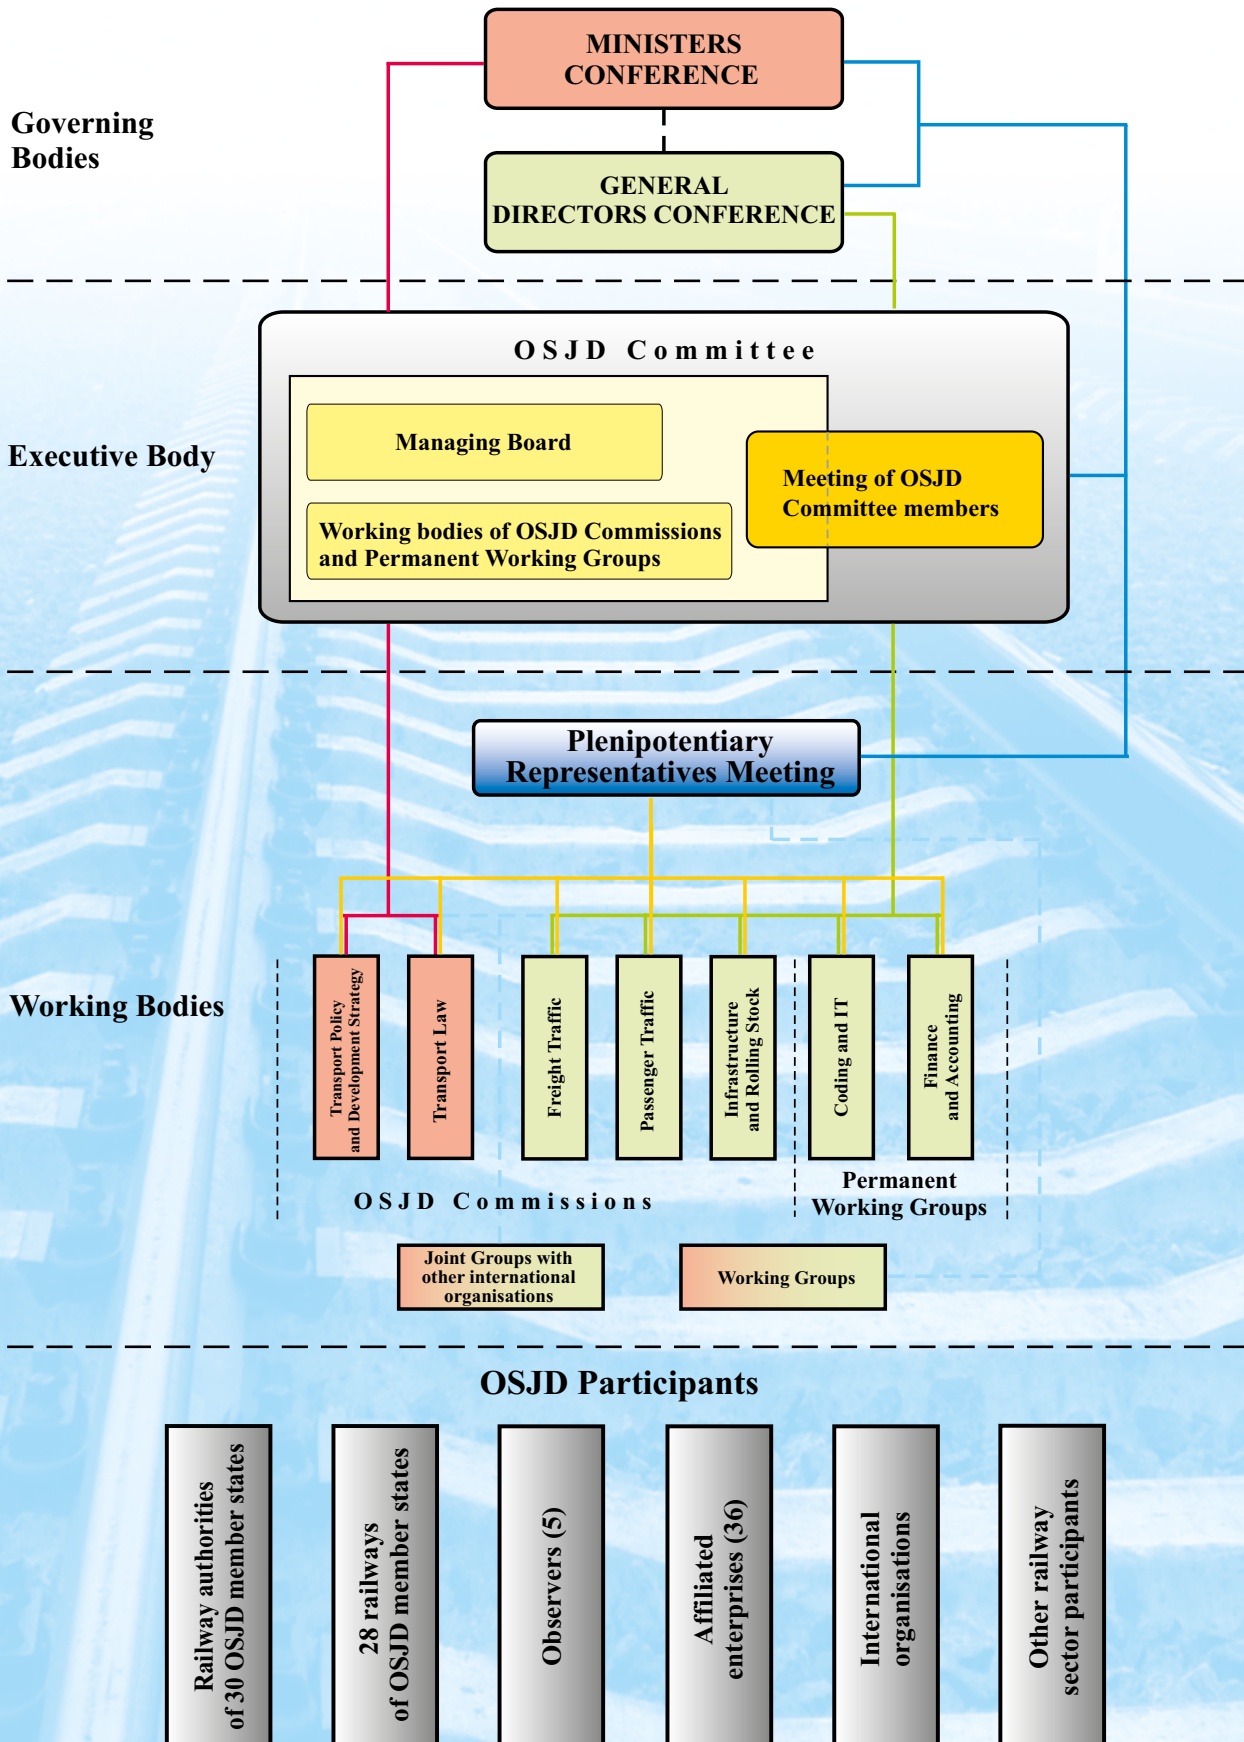 MINISTERS
CONFERENCE
Governing
Bodies
GENERAL
DIRECTORS CONFERENCE
OSJD Committee
Managing Board
Executive Body
Meeting of OSJD
Committee members
Working bodies of OSJD Commissions
and Permanent Working Groups
Plenipotentiary
Representatives Meeting
Working Bodies
Transport Policy
and Development Strategy
Transport Law
Freight Traffic
Passenger Traffic
Infrastructure
and Rolling Stock
Coding and IT
Finance
and Accounting
OSJD Commissions
Permanent
Working Groups
Joint Groups with
other international
organisations
Working Groups
OSJD Participants
Railway authorities
of 30 OSJD member states
28 railways
of OSJD member states
Observers (5)
Affiliated
enterprises (36)
International
organisations
Other railway
sector participants